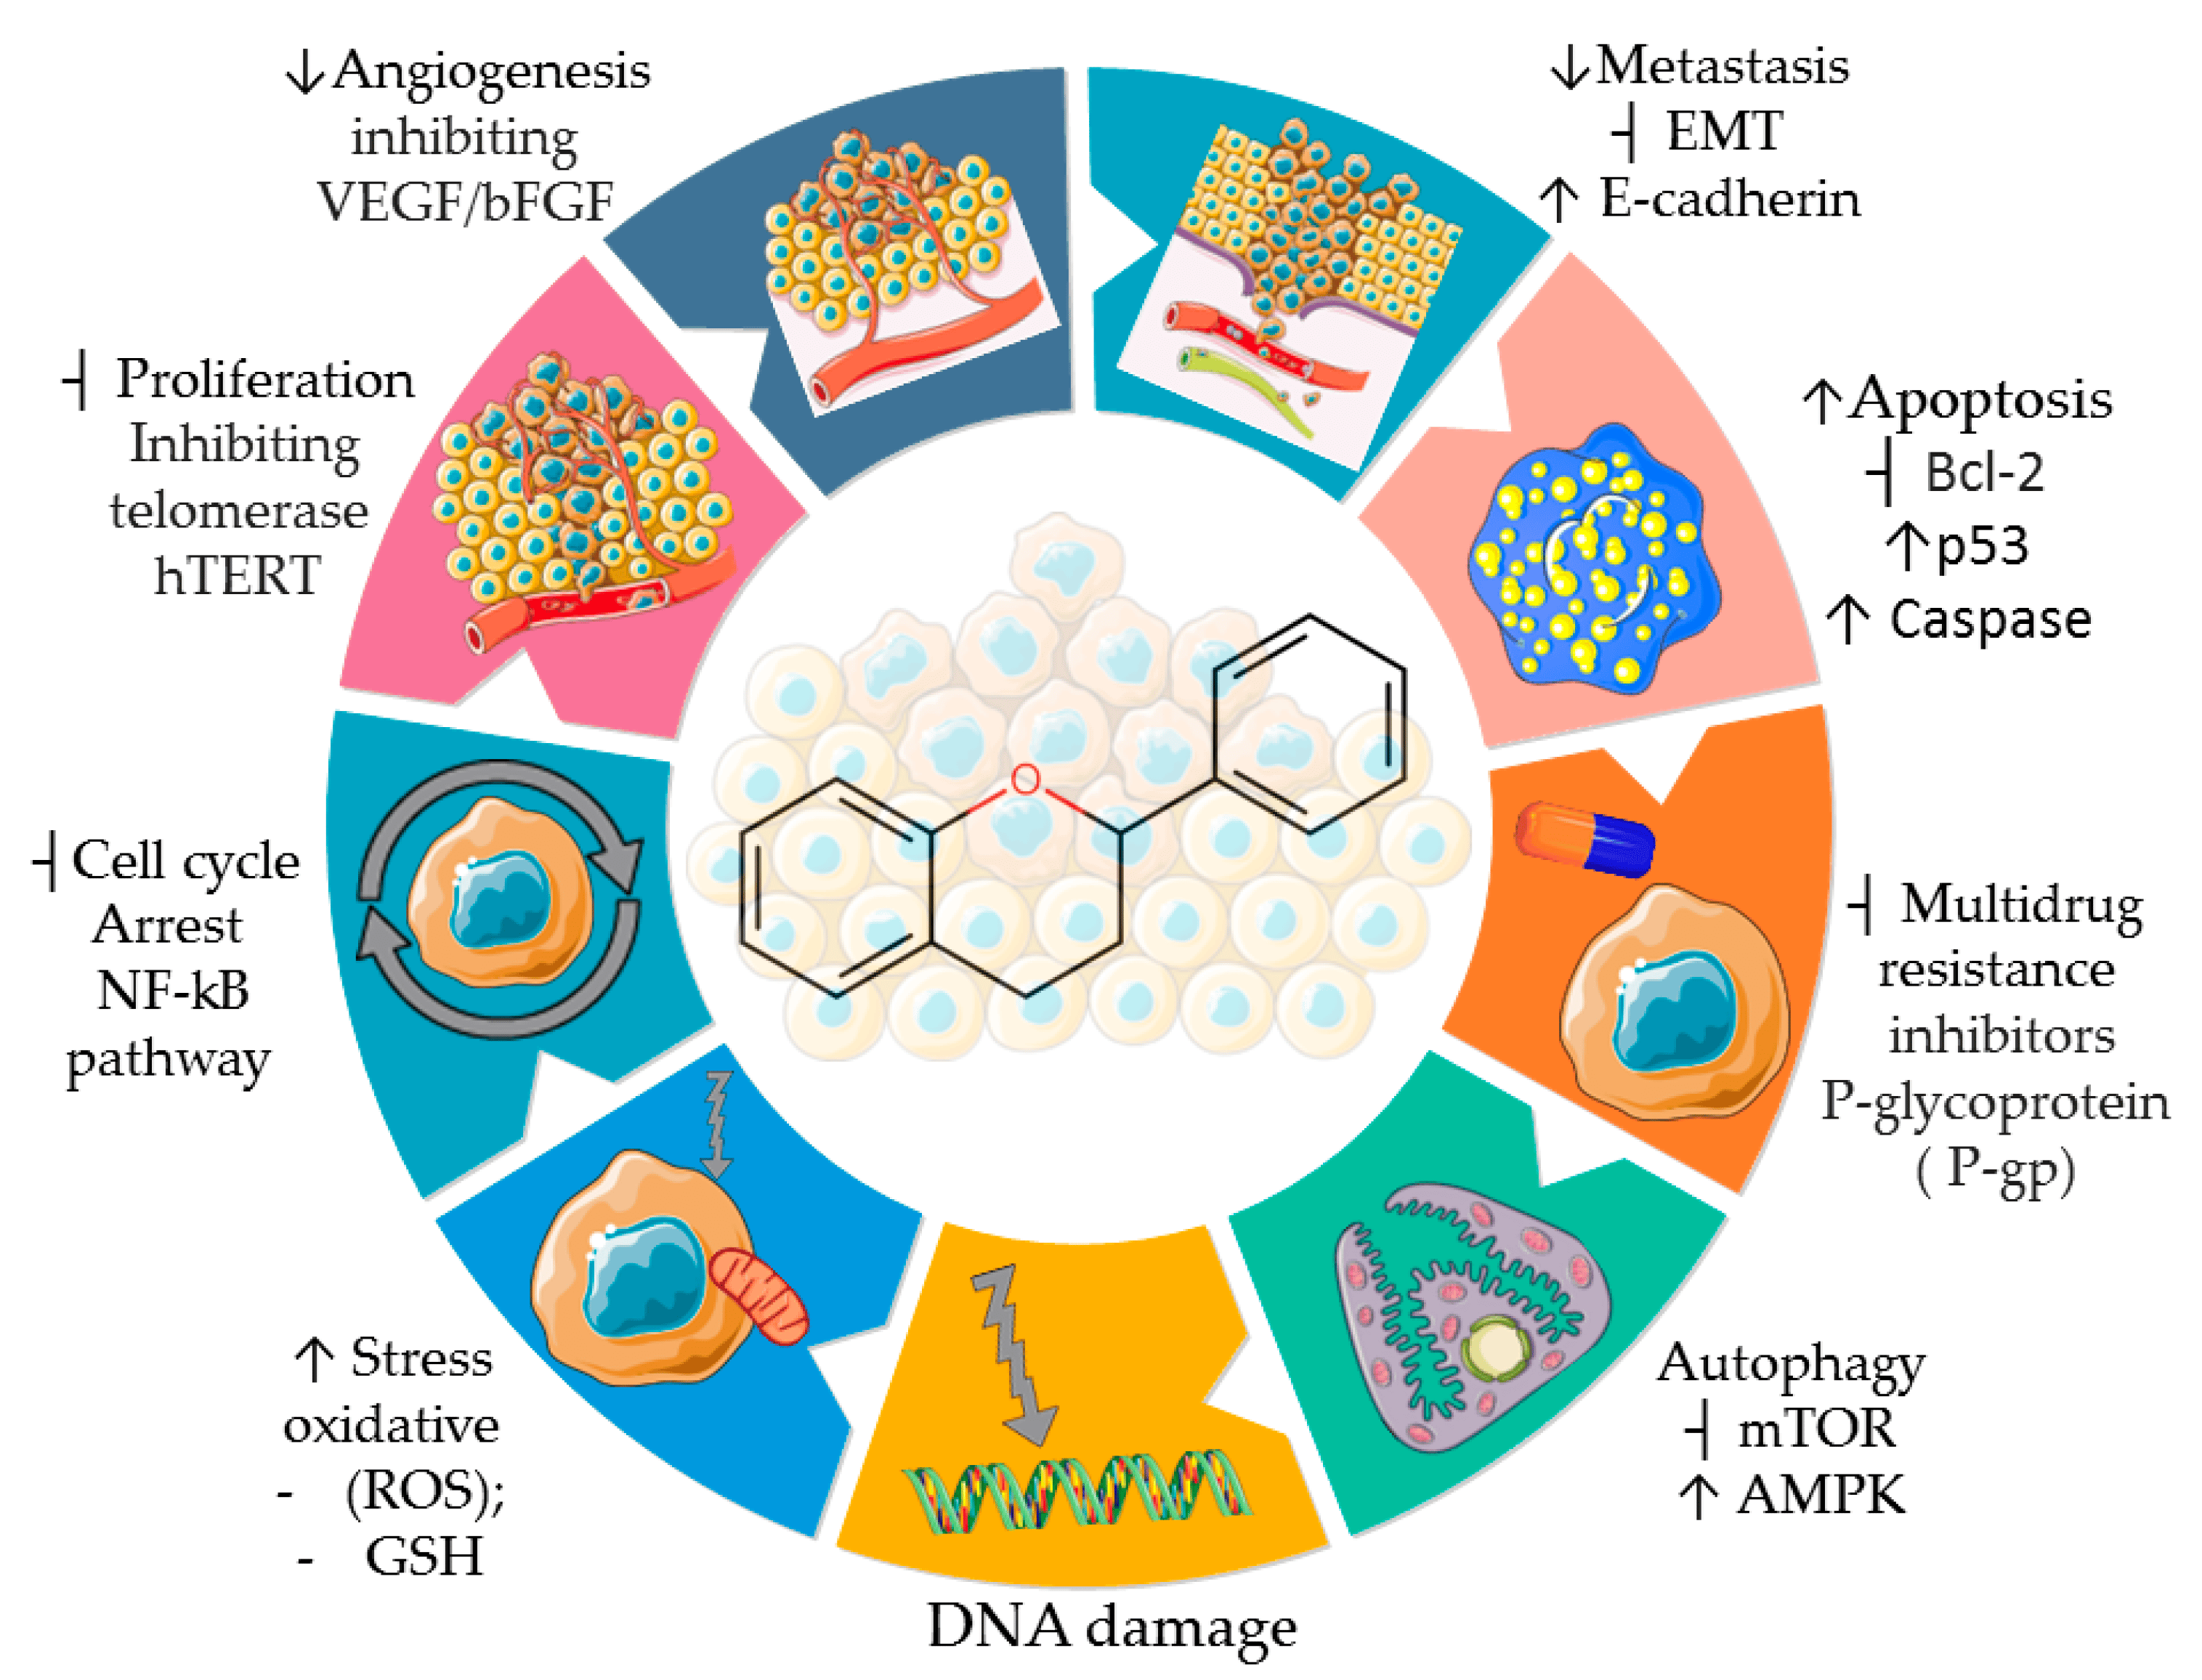 ↓Angiogenesis
inhibiting
VEGF/bFGF
↓Metastasis
┤ EMT
↑ E-cadherin
┤ Proliferation
Inhibiting
telomerase
hTERT
↑Apoptosis
┤ Bcl-2
↑p53
↑ Caspase
O
┤Cell cycle
Arrest
NF-kB
pathway
┤ Multidrug
resistance
inhibitors
P-glycoprotein
( P-gp)
↑ Stress
oxidative
- (ROS);
- GSH
Autophagy
┤ mTOR
↑ AMPK
DNA damage